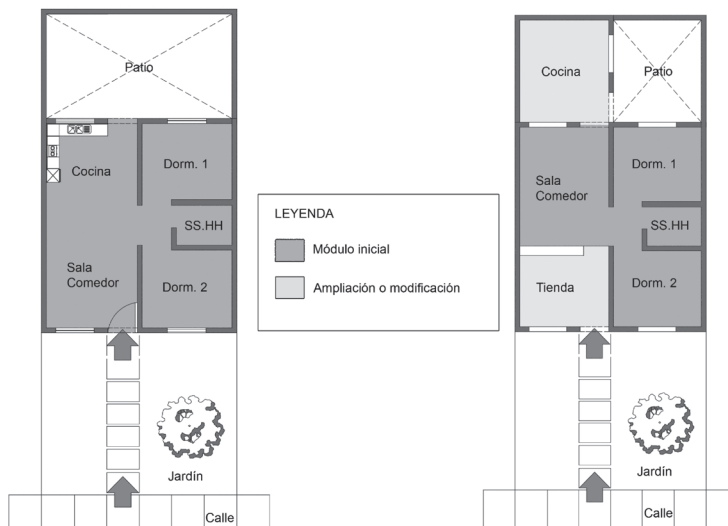 Patio
Cocina
Dorm. 1
SS.HH
Sala
Comedor
Dorm. 2
Jardín
Calle
LEYENDA
Módulo inicial
Ampliación o modificación
Cocina
Patio
Sala
Comedor
Dorm. 1
SS.HH
Tienda
Dorm. 2
Jardín
Calle